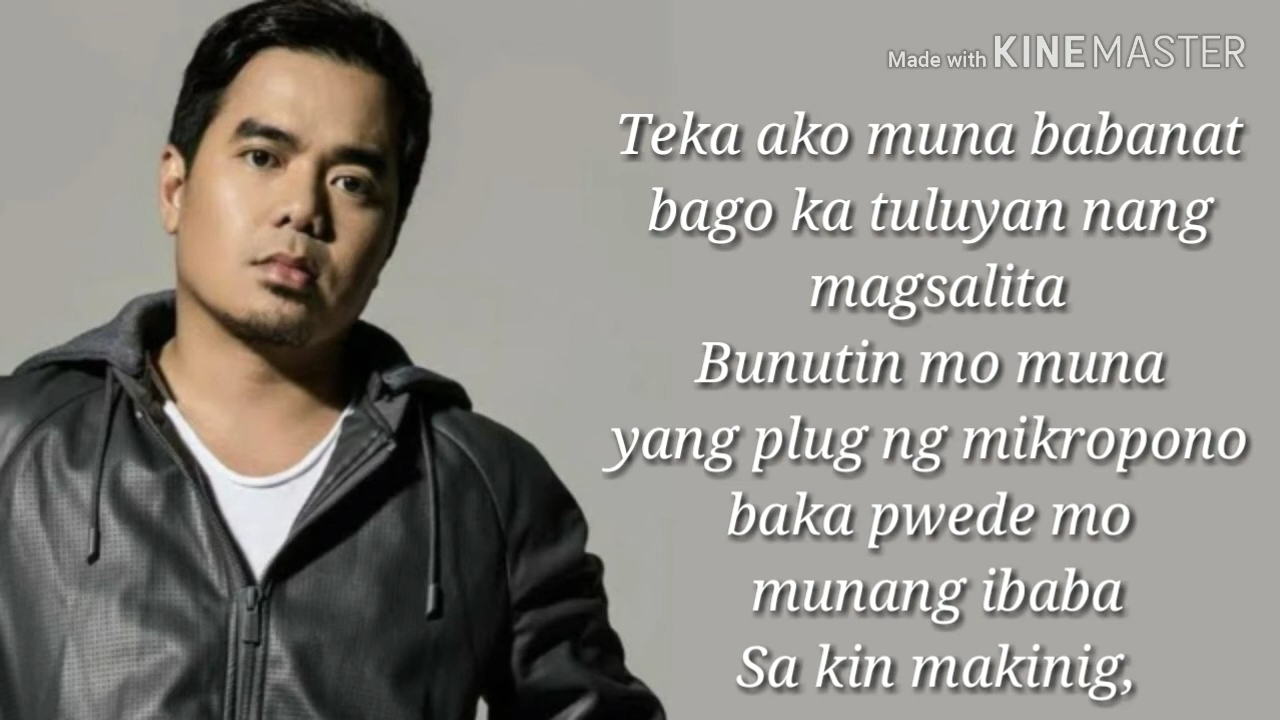 Made with KINEMASTER
Teka ako muna babanat
bago ka tuluyan nang
magsalita
Bunutin mo muna
yang plug ng mikropono
baka pwede mo
munang ibaba
Sa kin makinig,